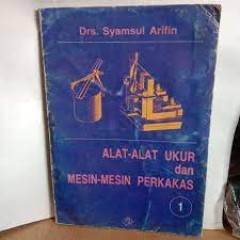 Drs. Syamsul Arifin
ALAT-ALAT UKUR
dan
MESIN-MESIN PERKAKAS
1